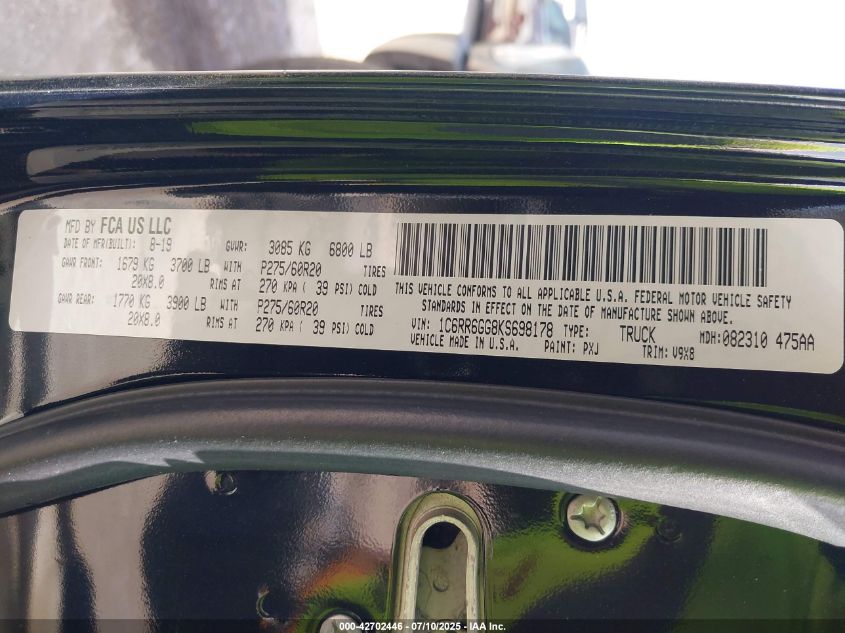 MFD BY FCA US LLC
DATE OF MFR(BUILT): 8-19 GVWR: 3085 KG 6800 LB
GAWR FRONT: 1679 KG 3700 LB WITH P275/60R20 TIRES
20X8.0 RIMS AT 270 KPA ( 39 PSI) COLD
GAWR REAR: 1770 KG 3900 LB WITH P275/60R20 TIRES
20X8.0 RIMS AT 270 KPA ( 39 PSI) COLD
THIS VEHICLE CONFORMS TO ALL APPLICABLE U.S.A. FEDERAL MOTOR VEHICLE SAFETY
STANDARDS IN EFFECT ON THE DATE OF MANUFACTURE SHOWN ABOVE.
VIN: 1C6RR6GG8KS698178 TYPE: TRUCK MDH:082310 475AA
VEHICLE MADE IN U.S.A. PAINT: PXJ TRIM: V9X8
000-42702446 - 07/10/2025 - IAA Inc.